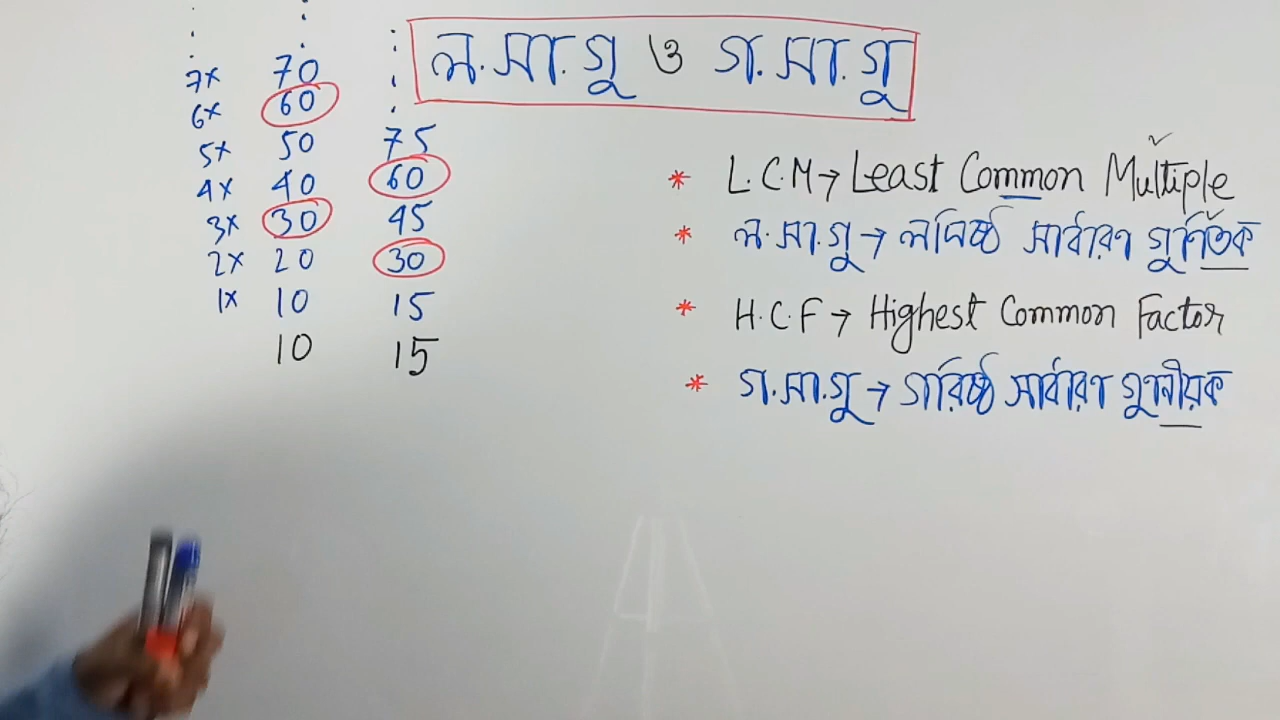 ল.সা.গু ও গ.সা.গু
7x 70
6x 60
5x 50 75
4x 40 60
3x 30 45
2x 20 30
1x 10 15
10 15
* L.C.M → Least Common Multiple
* ল.সা.গু → লঘিষ্ঠ সাধারণ গুণিতক
* H.C.F → Highest Common Factor
* গ.সা.গু → গরিষ্ঠ সাধারণ গুণনীয়ক